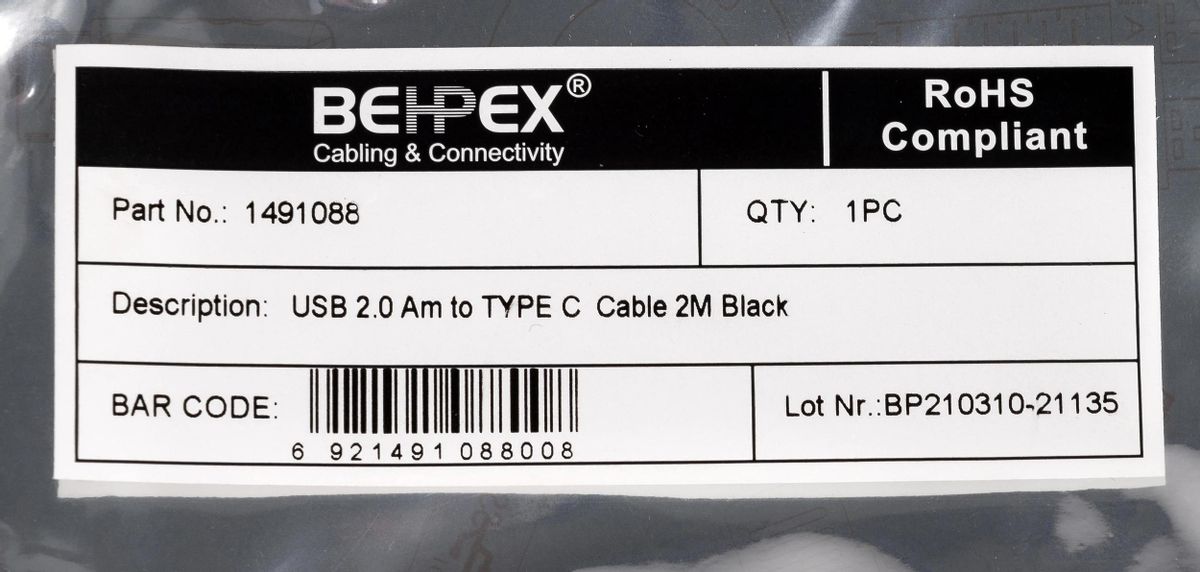 BEHPEX®
Cabling & Connectivity
RoHS
Compliant
Part No.: 1491088
QTY: 1PC
Description: USB 2.0 Am to TYPE C Cable 2M Black
BAR CODE:
6 921491 088008
Lot Nr.:BP210310-21135